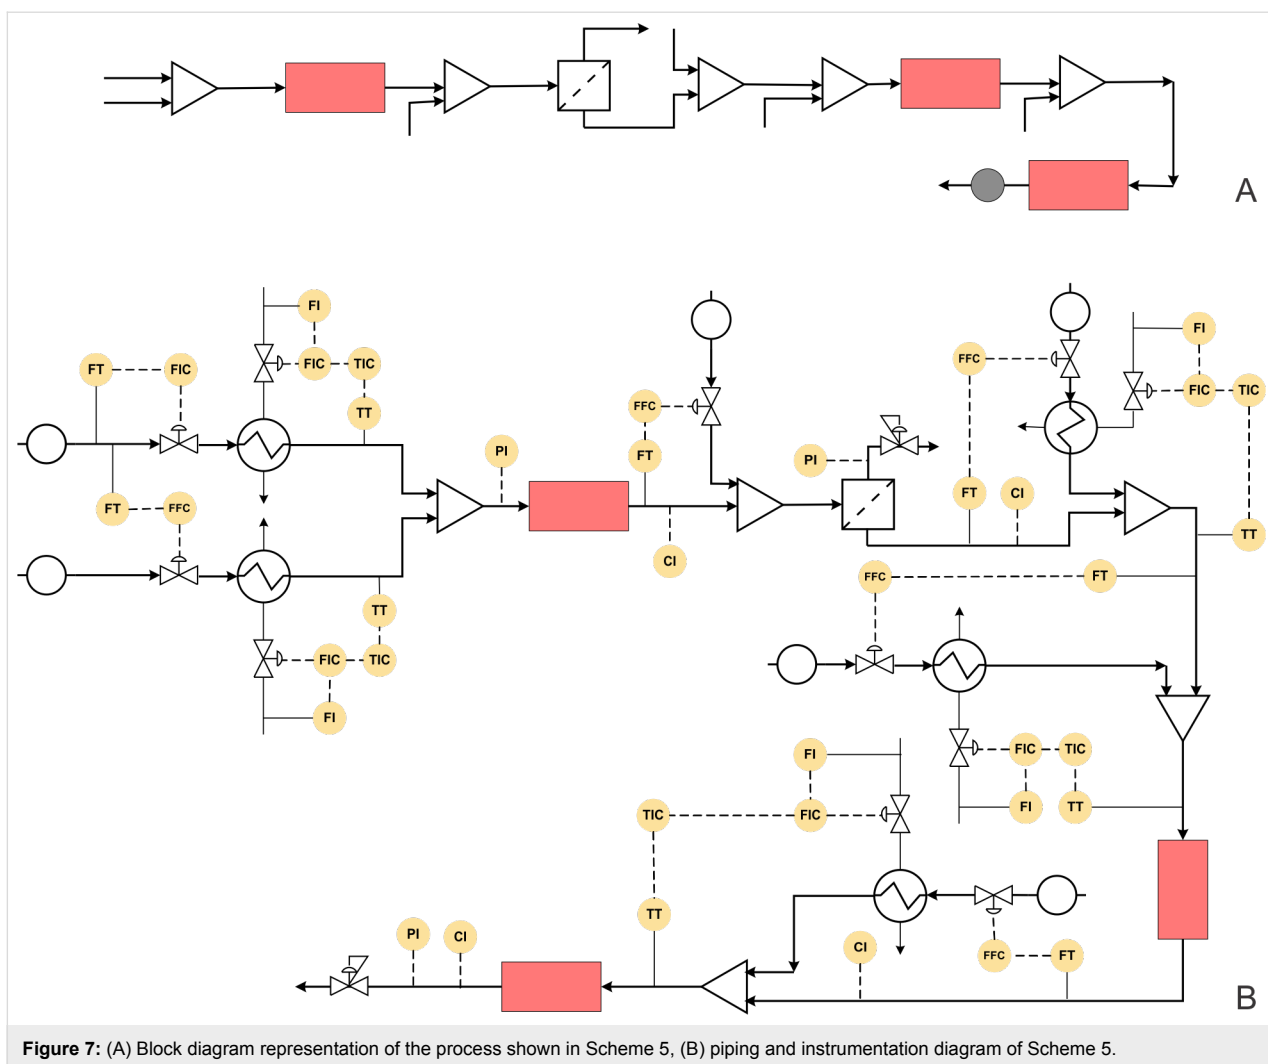 A
FI
FT
FIC
FIC
TIC
TT
FT
FFC
PI
FFC
FT
CI
PI
FFC
FT
CI
FI
FIC
TIC
TT
TT
FIC
TIC
FI
FFC
FT
FIC
TIC
FI
TT
FI
TIC
FIC
TT
PI
CI
CI
FFC
FT
B
Figure 7: (A) Block diagram representation of the process shown in Scheme 5, (B) piping and instrumentation diagram of Scheme 5.